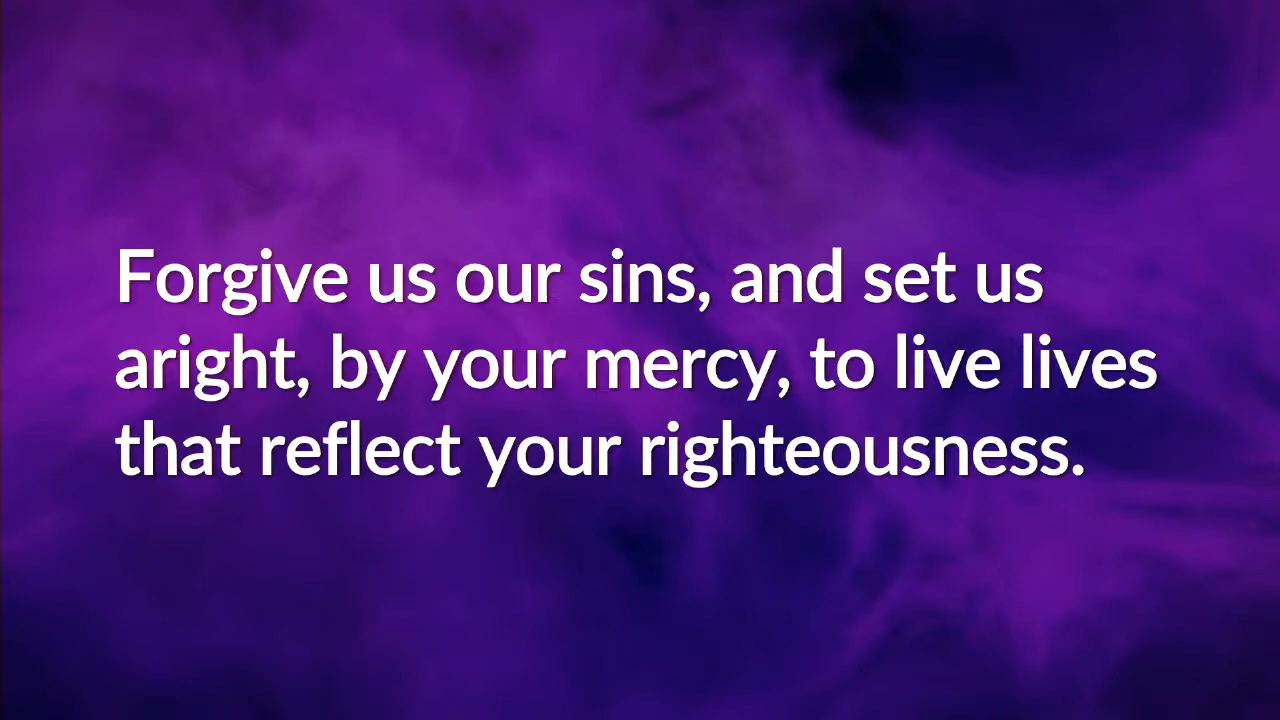 Forgive us our sins, and set us
aright, by your mercy, to live lives
that reflect your righteousness.